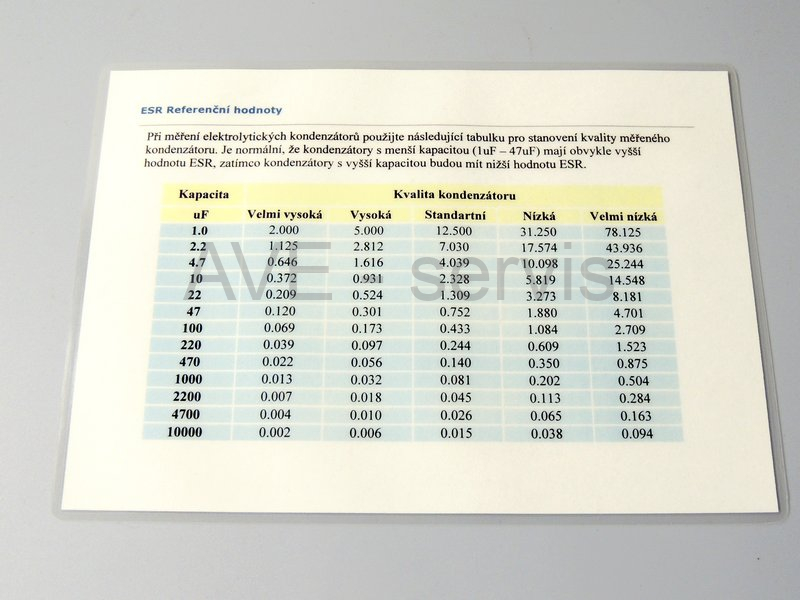 ESR Referenční hodnoty
Při měření elektrolytických kondenzátorů použijte následující tabulku pro stanovení kvality měřeného
kondenzátoru. Je normální, že kondenzátory s menší kapacitou (1uF – 47uF) mají obvykle vyšší
hodnotu ESR, zatímco kondenzátory s vyšší kapacitou budou mít nižší hodnotu ESR.
Kapacita Kvalita kondenzátoru
uF Velmi vysoká Vysoká Standartní Nízká Velmi nízká
1.0 2.000 5.000 12.500 31.250 78.125
2.2 1.125 2.812 7.030 17.574 43.936
4.7 0.646 1.616 4.039 10.098 25.244
10 0.372 0.931 2.328 5.819 14.548
22 0.209 0.524 1.309 3.273 8.181
47 0.120 0.301 0.752 1.880 4.701
100 0.069 0.173 0.433 1.084 2.709
220 0.039 0.097 0.244 0.609 1.523
470 0.022 0.056 0.140 0.350 0.875
1000 0.013 0.032 0.081 0.202 0.504
2200 0.007 0.018 0.045 0.113 0.284
4700 0.004 0.010 0.026 0.065 0.163
10000 0.002 0.006 0.015 0.038 0.094
AVE - servis